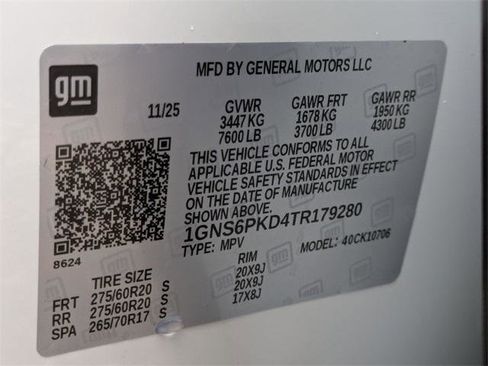 gm
MFD BY GENERAL MOTORS LLC
11/25 GVWR GAWR FRT GAWR RR
3447 KG 1678 KG 1950 KG
7600 LB 3700 LB 4300 LB
THIS VEHICLE CONFORMS TO ALL
APPLICABLE U.S. FEDERAL MOTOR
VEHICLE SAFETY STANDARDS IN EFFECT
ON THE DATE OF MANUFACTURE
SHOWN ABOVE.
1GNS6PKD4TR179280
TYPE: MPV MODEL: 40CK10706
8624
TIRE SIZE RIM
FRT 275/60R20 S 20X9J
RR 275/60R20 S 20X9J
SPA 265/70R17 S 17X8J